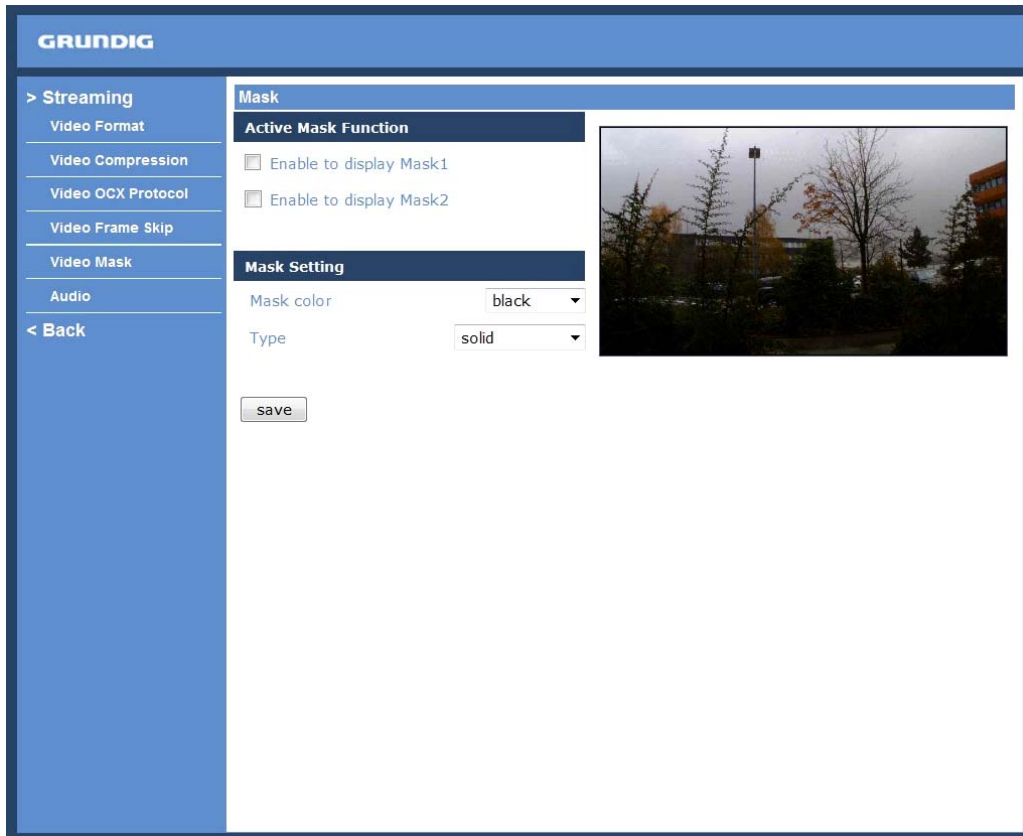 GRUNDIG
> Streaming
Video Format
Video Compression
Video OCX Protocol
Video Frame Skip
Video Mask
Audio
< Back
Mask
Active Mask Function
Enable to display Mask1
Enable to display Mask2
Mask Setting
Mask color black
Type solid
save